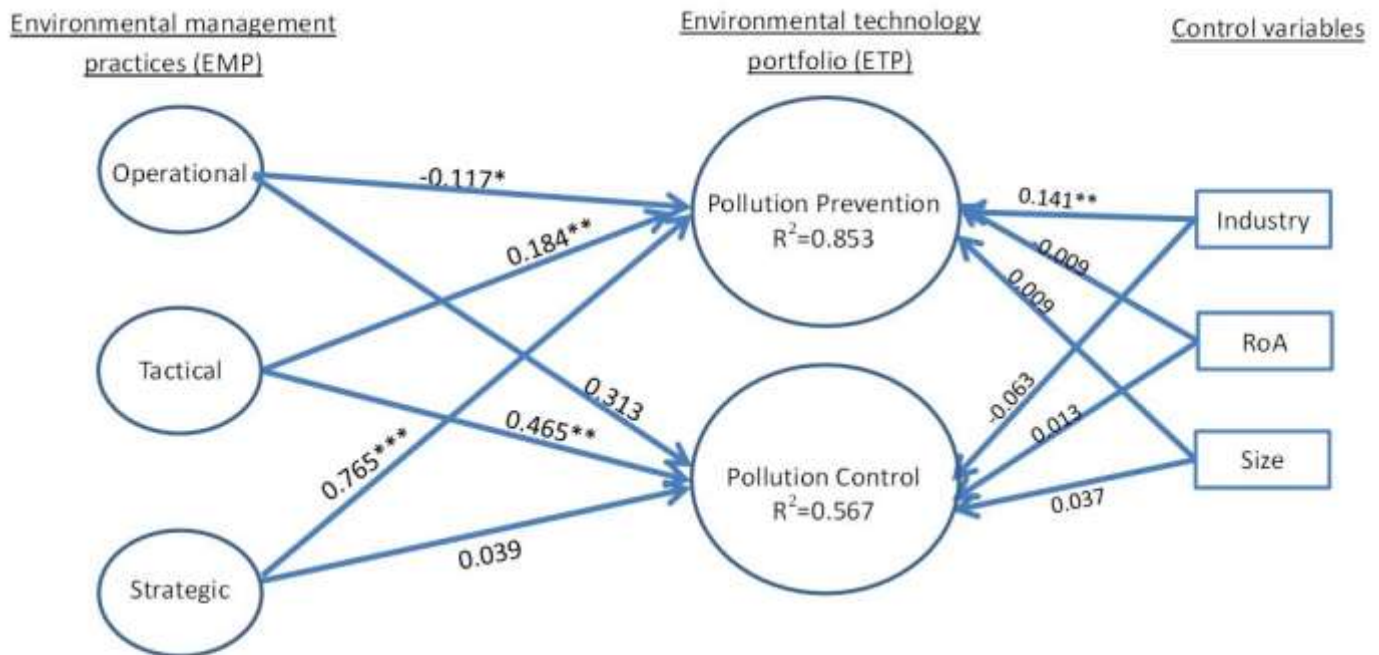 Environmental management
practices (EMP)
Environmental technology
portfolio (ETP)
Control variables
Operational
Tactical
Strategic
-0.117*
0.184**
0.765***
0.313
0.465**
0.039
Pollution Prevention
R²=0.853
Pollution Control
R²=0.567
0.141**
-0.009
0.009
-0.063
0.013
0.037
Industry
RoA
Size